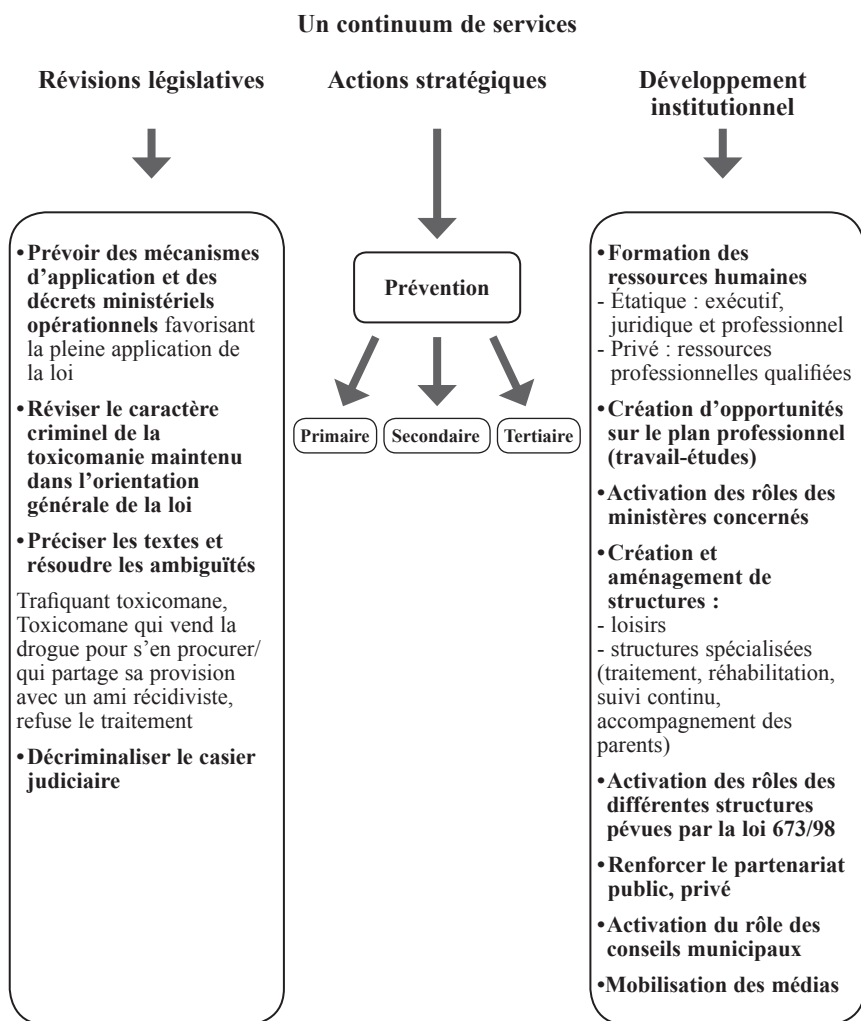 Un continuum de services
Révisions législatives
Actions stratégiques
Développement
institutionnel
• Prévoir des mécanismes
d’application et des
décrets ministériels
opérationnels favorisant
la pleine application de
la loi
• Réviser le caractère
criminel de la
toxicomanie maintenu
dans l’orientation
générale de la loi
• Préciser les textes et
résoudre les ambiguïtés
Trafiquant toxicomane,
Toxicomane qui vend la
drogue pour s’en procurer/
qui partage sa provision
avec un ami récidiviste,
refuse le traitement
• Décriminaliser le casier
judiciaire
Prévention
Primaire
Secondaire
Tertiaire
• Formation des
ressources humaines
- Étatique : exécutif,
juridique et professionnel
- Privé : ressources
professionnelles qualifiées
• Création d’opportunités
sur le plan professionnel
(travail-études)
• Activation des rôles des
ministères concernés
• Création et
aménagement de
structures :
- loisirs
- structures spécialisées
(traitement, réhabilitation,
suivi continu,
accompagnement des
parents)
• Activation des rôles des
différentes structures
pévues par la loi 673/98
• Renforcer le partenariat
public, privé
• Activation du rôle des
conseils municipaux
• Mobilisation des médias